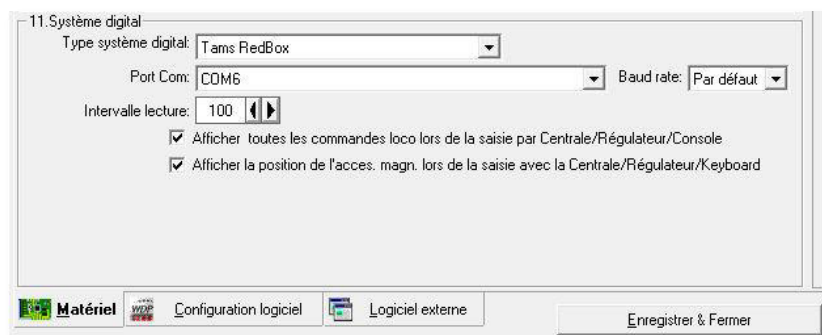 11.Système digital
Type système digital: Tams RedBox
Port Com: COM6 Baud rate: Par défaut
Intervalle lecture: 100
Afficher toutes les commandes loco lors de la saisie par Centrale/Régulateur/Console
Afficher la position de l'acces. magn. lors de la saisie avec la Centrale/Régulateur/Keyboard
Matériel WDP Configuration logiciel Logiciel externe
Enregistrer & Fermer